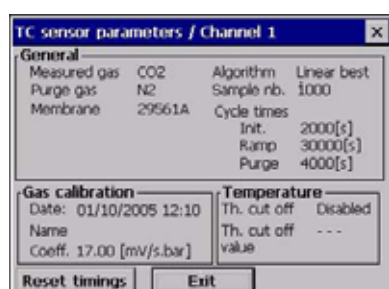 TC sensor parameters / Channel 1
General
Measured gas CO2 Algorithm Linear best
Purge gas N2 Sample nb. 1000
Membrane 29561A Cycle times
Init. 2000[s]
Ramp 30000[s]
Purge 4000[s]
Gas calibration
Date: 01/10/2005 12:10
Name
Coeff. 17.00 [mV/s.bar]
Temperature
Th. cut off Disabled
Th. cut off value - - -
Reset timings Exit